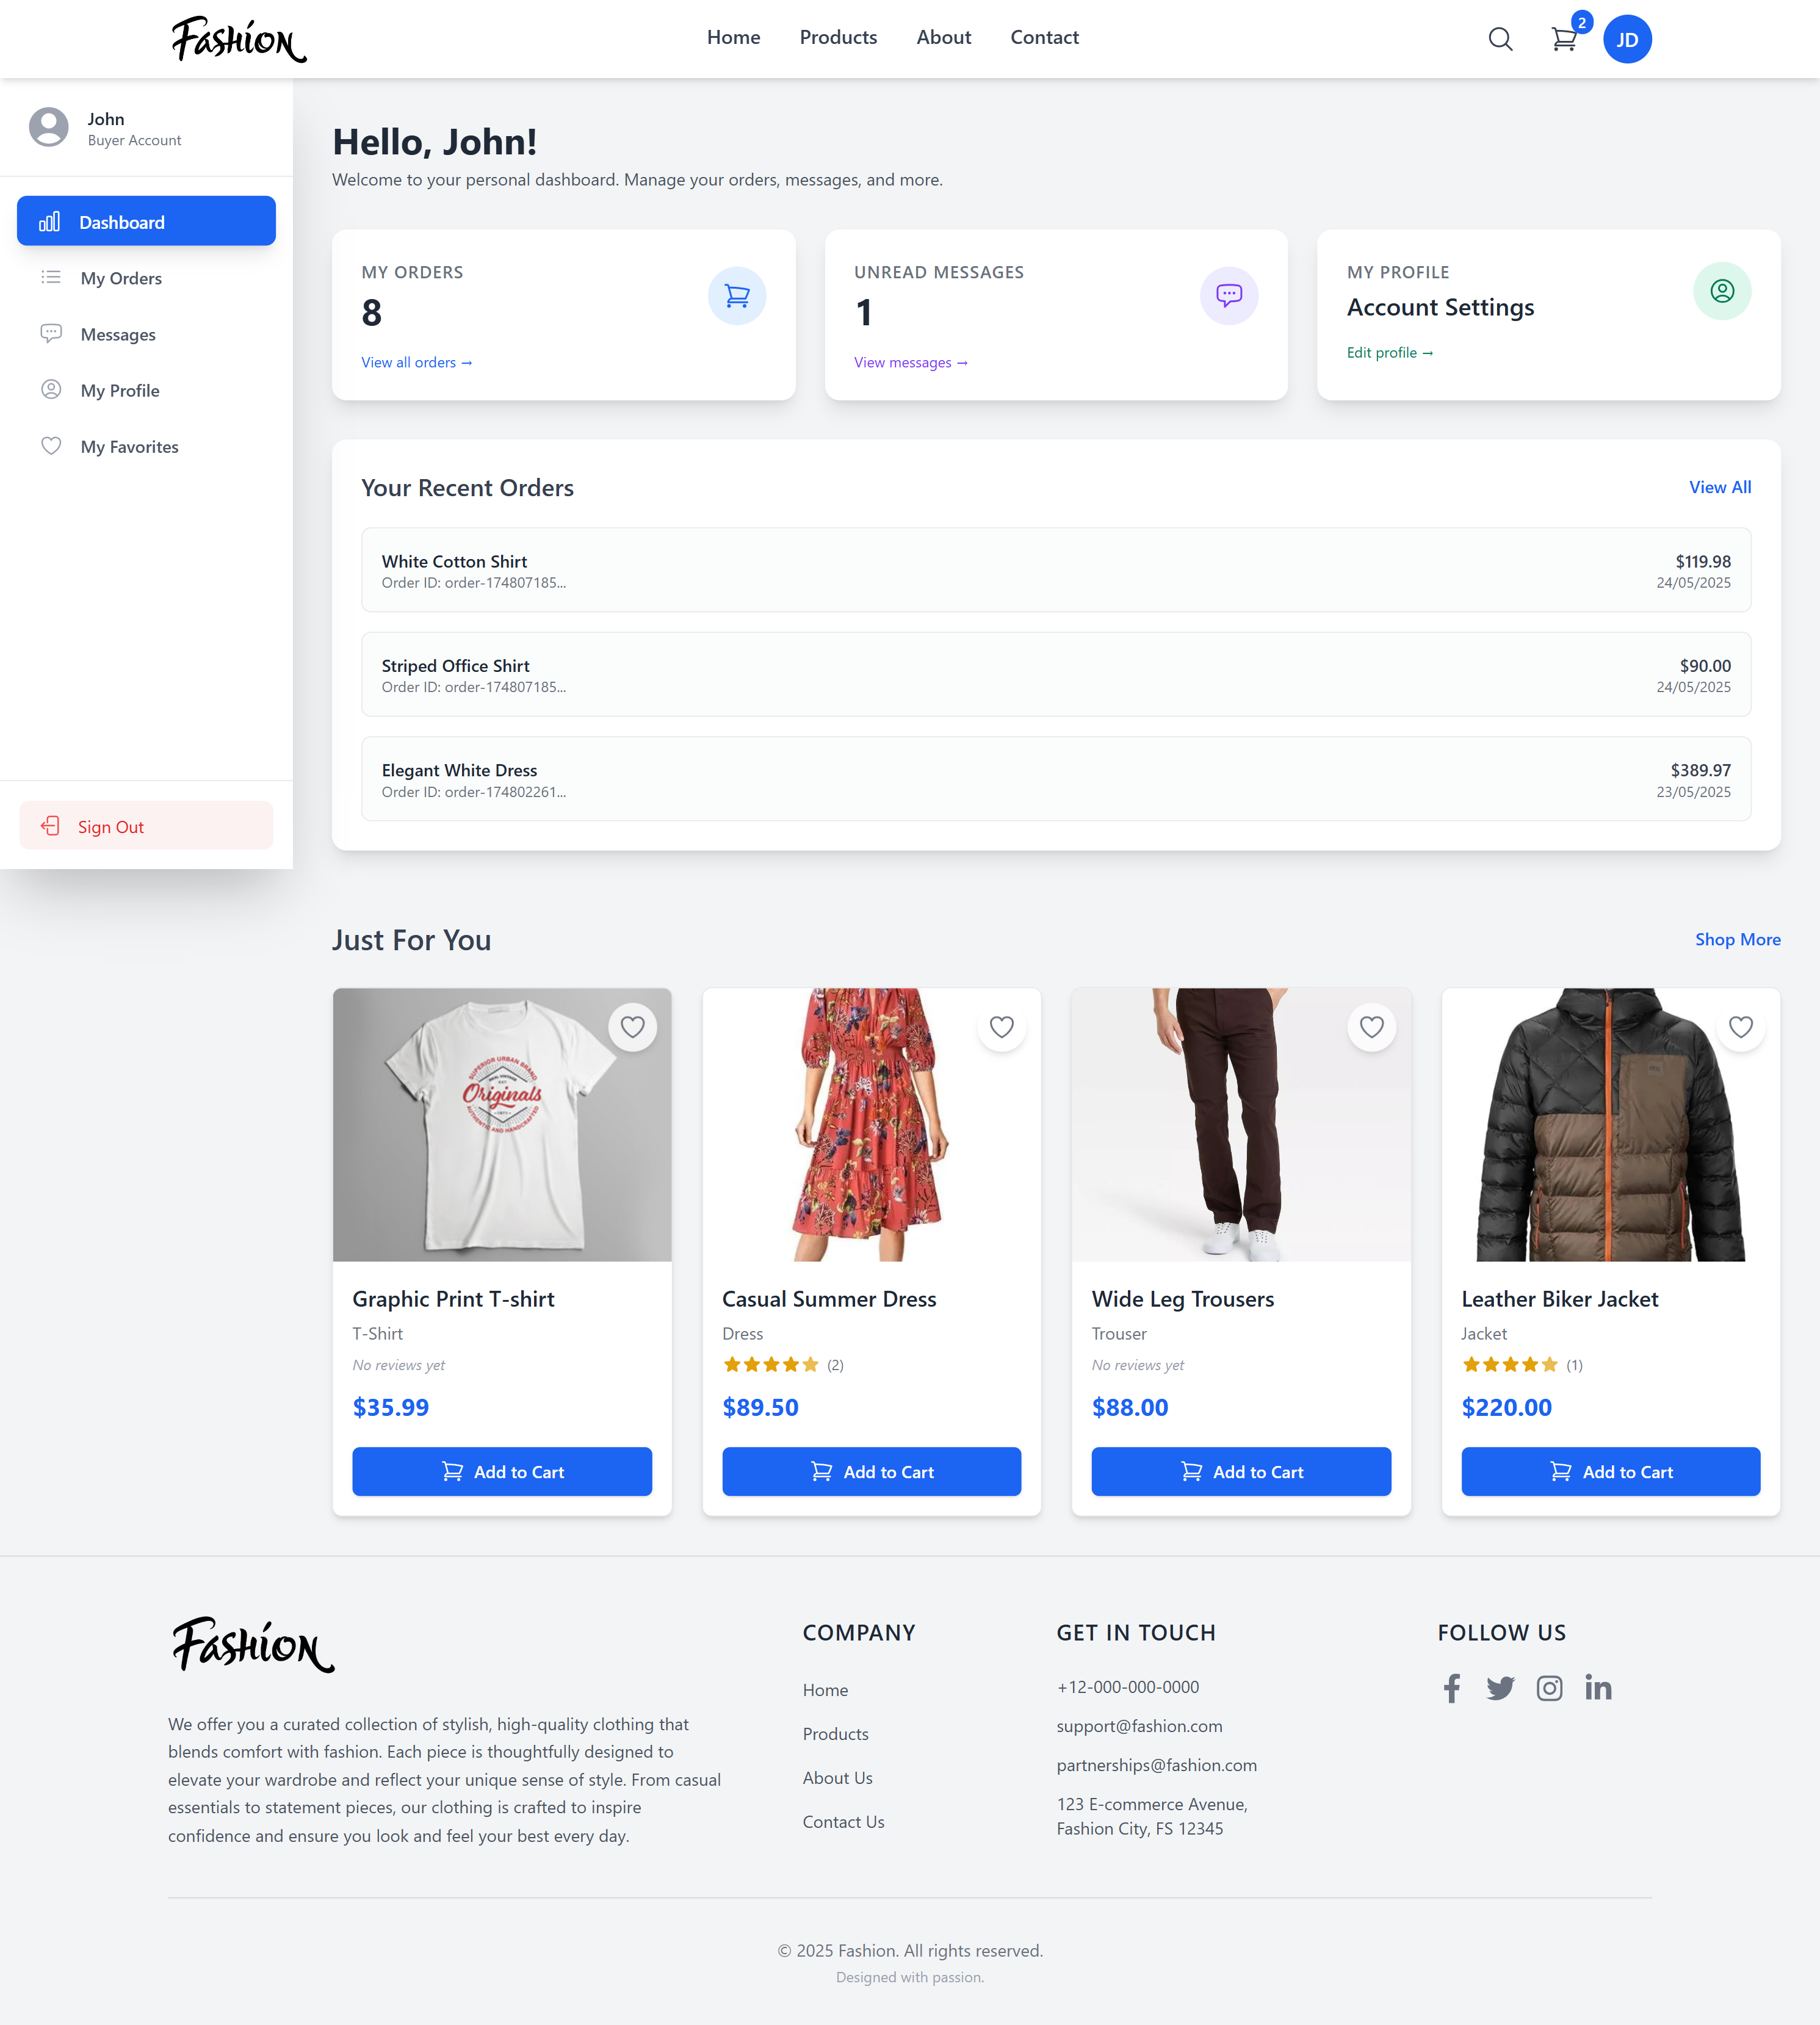 Fashion
Home
Products
About
Contact
2
JD
John
Buyer Account
Dashboard
My Orders
Messages
My Profile
My Favorites
Sign Out
Hello, John!
Welcome to your personal dashboard. Manage your orders, messages, and more.
MY ORDERS
8
View all orders →
UNREAD MESSAGES
1
View messages →
MY PROFILE
Account Settings
Edit profile →
Your Recent Orders
View All
White Cotton Shirt
Order ID: order-174807185...
$119.98
24/05/2025
Striped Office Shirt
Order ID: order-174807185...
$90.00
24/05/2025
Elegant White Dress
Order ID: order-174802261...
$389.97
23/05/2025
Just For You
Shop More
SUPERIOR URBAN BRAND
Originals
AUTHENTIC AND HANDCRAFTED
Graphic Print T-shirt
T-Shirt
No reviews yet
$35.99
Add to Cart
Casual Summer Dress
Dress
(2)
$89.50
Add to Cart
Wide Leg Trousers
Trouser
No reviews yet
$88.00
Add to Cart
Leather Biker Jacket
Jacket
(1)
$220.00
Add to Cart
Fashion
We offer you a curated collection of stylish, high-quality clothing that
blends comfort with fashion. Each piece is thoughtfully designed to
elevate your wardrobe and reflect your unique sense of style. From casual
essentials to statement pieces, our clothing is crafted to inspire
confidence and ensure you look and feel your best every day.
COMPANY
Home
Products
About Us
Contact Us
GET IN TOUCH
+12-000-000-0000
support@fashion.com
partnerships@fashion.com
123 E-commerce Avenue,
Fashion City, FS 12345
FOLLOW US
© 2025 Fashion. All rights reserved.
Designed with passion.